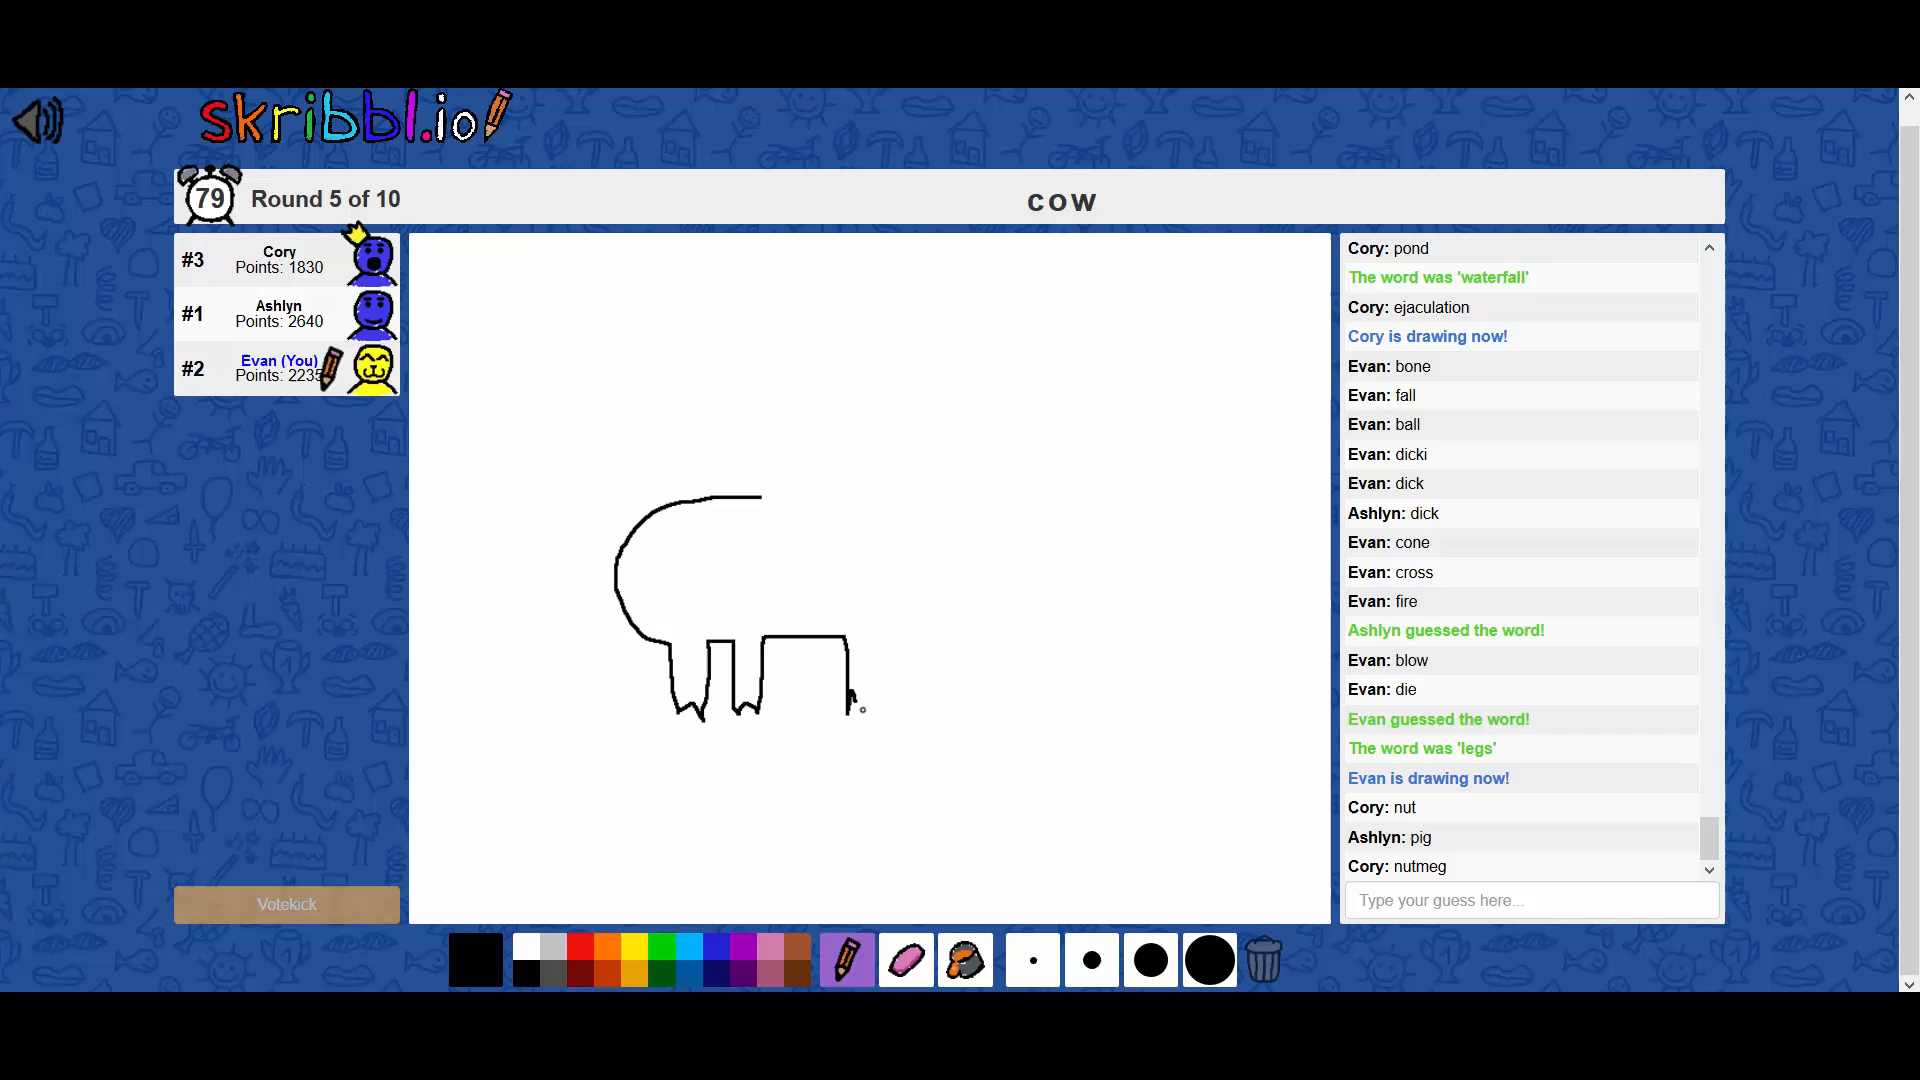 skribbl.io
79
Round 5 of 10
cow
#3
Cory
Points: 1830
#1
Ashlyn
Points: 2640
#2
Evan (You)
Points: 2235
Votekick
Cory: pond
The word was 'waterfall'
Cory: ejaculation
Cory is drawing now!
Evan: bone
Evan: fall
Evan: ball
Evan: dicki
Evan: dick
Ashlyn: dick
Evan: cone
Evan: cross
Evan: fire
Ashlyn guessed the word!
Evan: blow
Evan: die
Evan guessed the word!
The word was 'legs'
Evan is drawing now!
Cory: nut
Ashlyn: pig
Cory: nutmeg
Type your guess here...